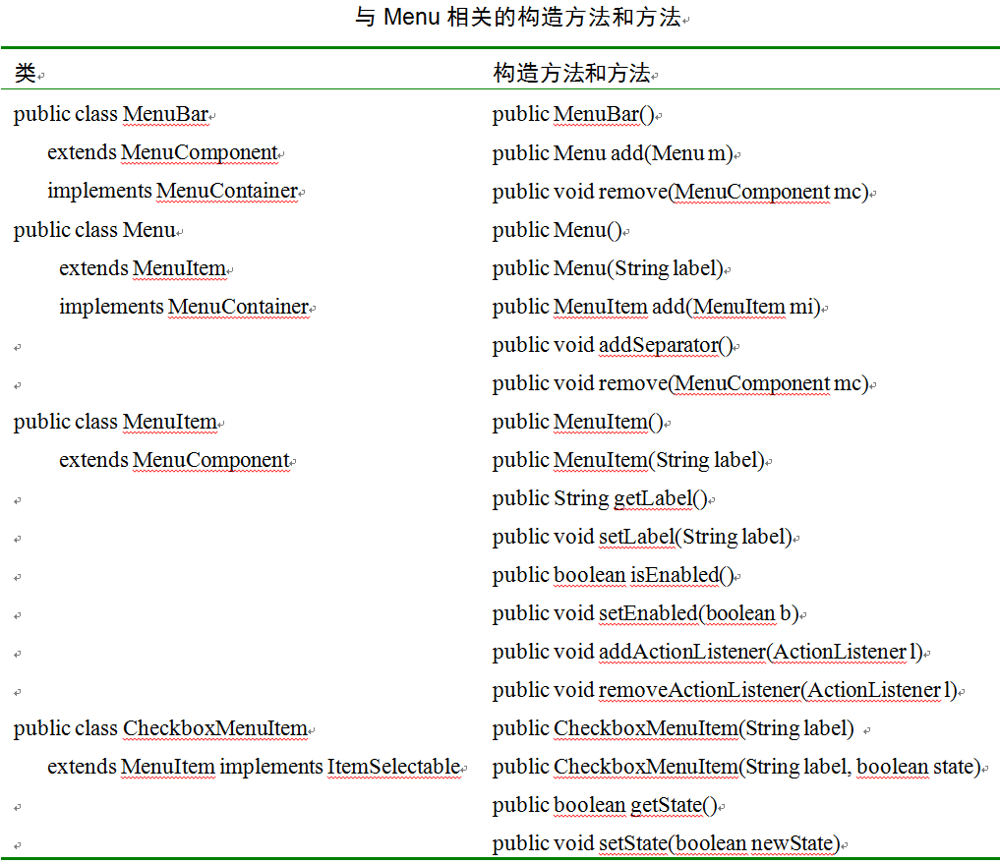 与 Menu 相关的构造方法和方法
类 构造方法和方法
public class MenuBar public MenuBar()
extends MenuComponent public Menu add(Menu m)
implements MenuContainer public void remove(MenuComponent mc)
public class Menu public Menu()
extends MenuItem public Menu(String label)
implements MenuContainer public MenuItem add(MenuItem mi)
public void addSeparator()
public void remove(MenuComponent mc)
public class MenuItem public MenuItem()
extends MenuComponent public MenuItem(String label)
public String getLabel()
public void setLabel(String label)
public boolean isEnabled()
public void setEnabled(boolean b)
public void addActionListener(ActionListener l)
public void removeActionListener(ActionListener l)
public class CheckboxMenuItem public CheckboxMenuItem(String label)
extends MenuItem implements ItemSelectable public CheckboxMenuItem(String label, boolean state)
public boolean getState()
public void setState(boolean newState)